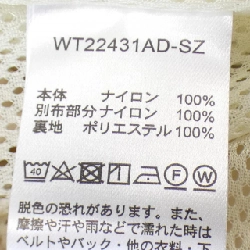 WT22431AD-SZ
本体 ナイロン 100%
別布部分 ナイロン 100%
裏地 ポリエステル 100%
40 F W
脱色の恐れがあります。また、
摩擦や汗や雨などで濡れた時は
ベルトやバック・他の衣料・下